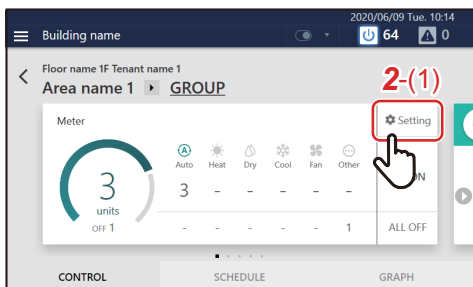 2020/06/09 Tue. 10:14
Building name 64 0
Floor name 1F Tenant name 1
Area name 1 GROUP
2-(1)
Meter
Setting
A
Auto Heat Dry Cool Fan Other
3 - - - - -
3
units
OFF 1
- - - - - 1
ALL OFF
CONTROL SCHEDULE GRAPH